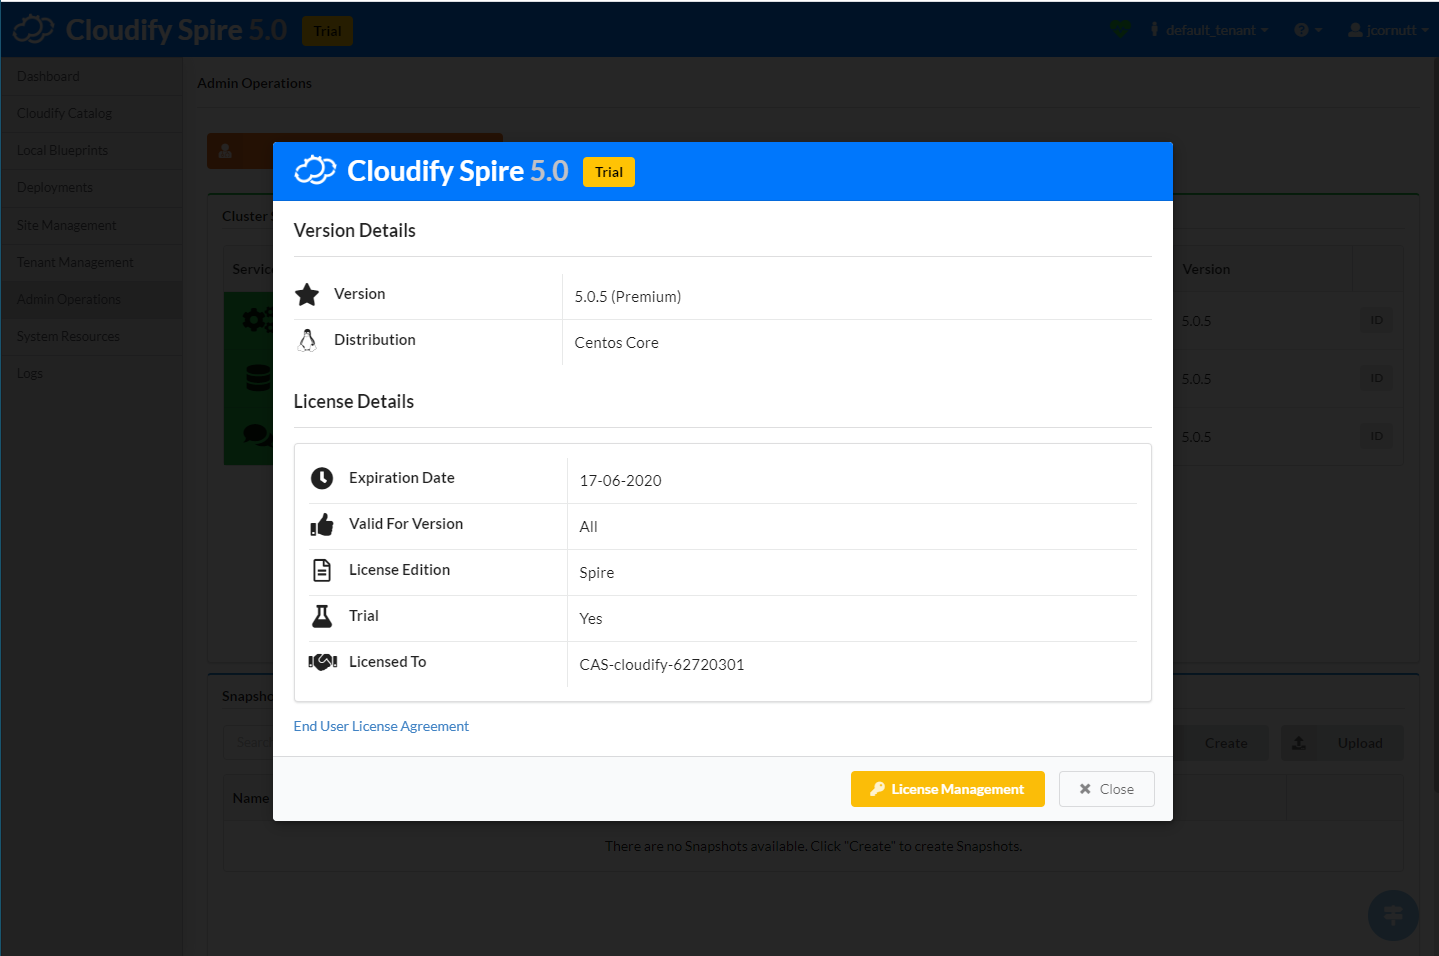 Cloudify Spire 5.0 Trial
default_tenant
jcornutt
Dashboard
Cloudify Catalog
Local Blueprints
Deployments
Site Management
Tenant Management
Admin Operations
System Resources
Logs
Admin Operations
Cluster
Version
5.0.5 ID
5.0.5 ID
5.0.5 ID
Cloudify Spire 5.0 Trial
Version Details
Version 5.0.5 (Premium)
Distribution Centos Core
License Details
Expiration Date 17-06-2020
Valid For Version All
License Edition Spire
Trial Yes
Licensed To CAS-cloudify-62720301
End User License Agreement
License Management Close
Create Upload
Name
There are no Snapshots available. Click "Create" to create Snapshots.